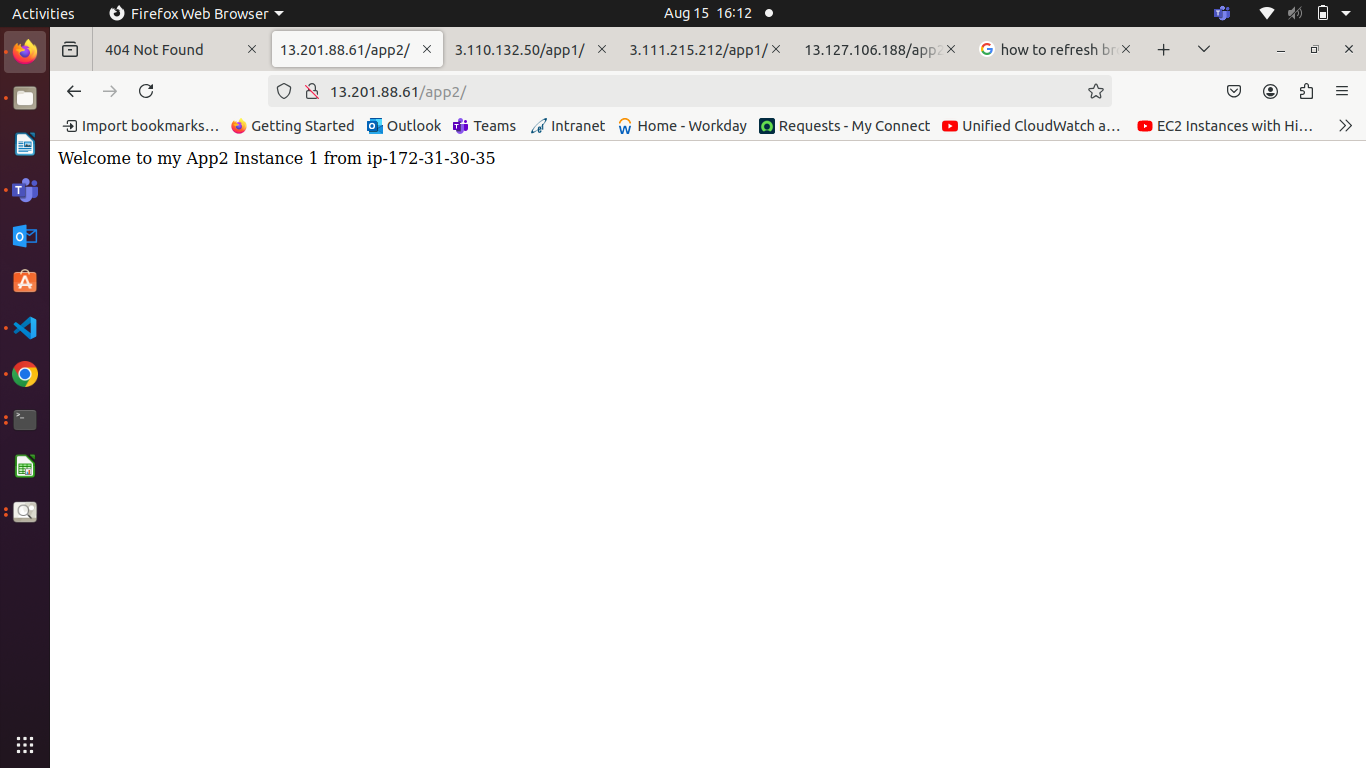 Activities Firefox Web Browser Aug 15 16:12
404 Not Found 13.201.88.61/app2/ 3.110.132.50/app1/ 3.111.215.212/app1/ 13.127.106.188/app2 how to refresh br
13.201.88.61/app2/
Import bookmarks… Getting Started Outlook Teams Intranet Home - Workday Requests - My Connect Unified CloudWatch a… EC2 Instances with Hi…
Welcome to my App2 Instance 1 from ip-172-31-30-35